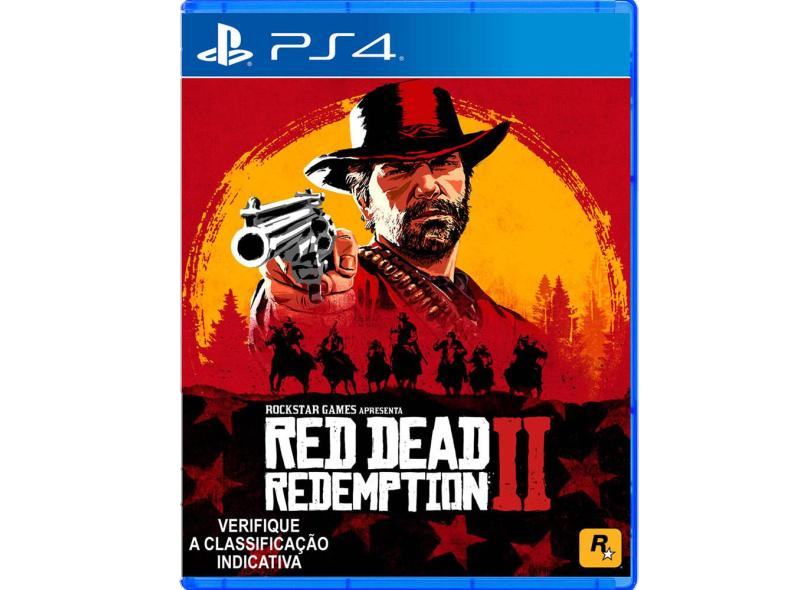 PS4
ROCKSTAR GAMES APRESENTA
RED DEAD
REDEMPTION II
VERIFIQUE
A CLASSIFICAÇÃO
INDICATIVA
R